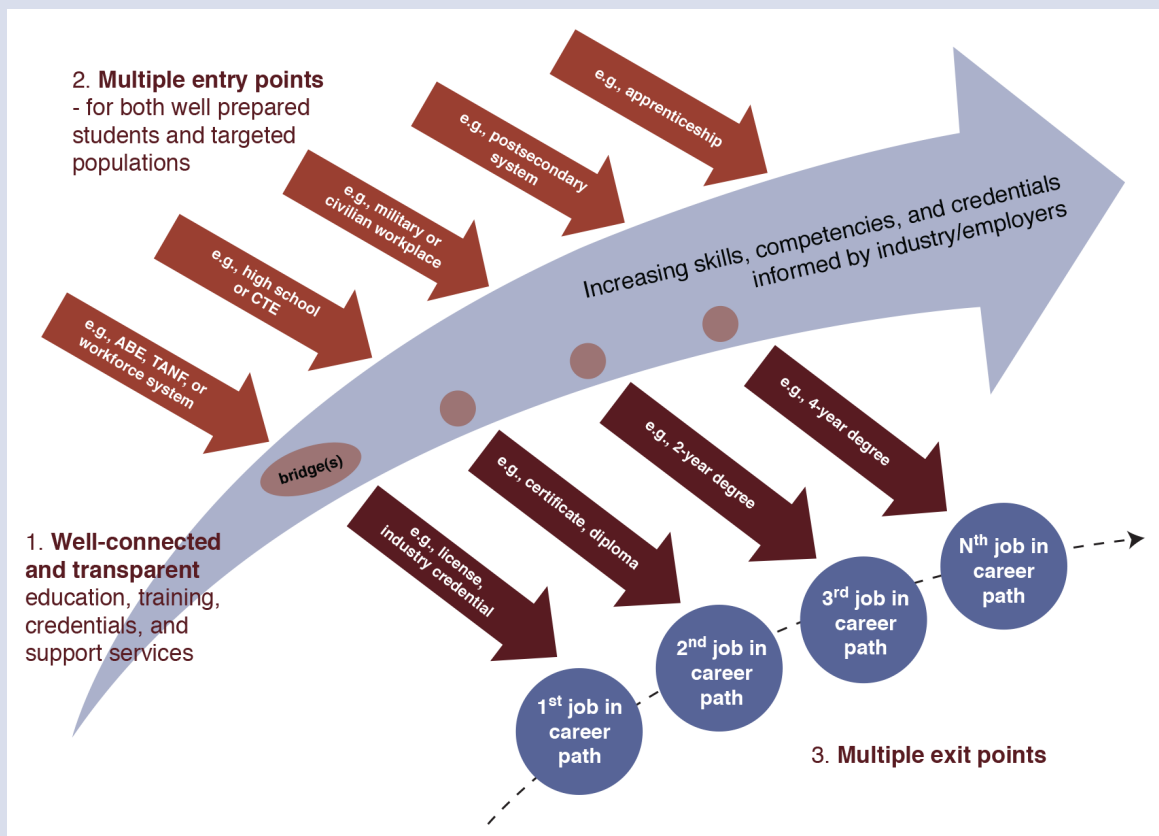 2. Multiple entry points
- for both well prepared
students and targeted
populations
e.g., apprenticeship
e.g., postsecondary
system
e.g., military or
civilian workplace
e.g., high school
or CTE
e.g., ABE, TANF, or
workforce system
Increasing skills, competencies, and credentials
informed by industry/employers
bridge(s)
1. Well-connected
and transparent
education, training,
credentials, and
support services
e.g., license,
industry credential
e.g., certificate, diploma
e.g., 2-year degree
e.g., 4-year degree
1st job in
career
path
2nd job in
career
path
3rd job in
career
path
Nth job in
career
path
3. Multiple exit points